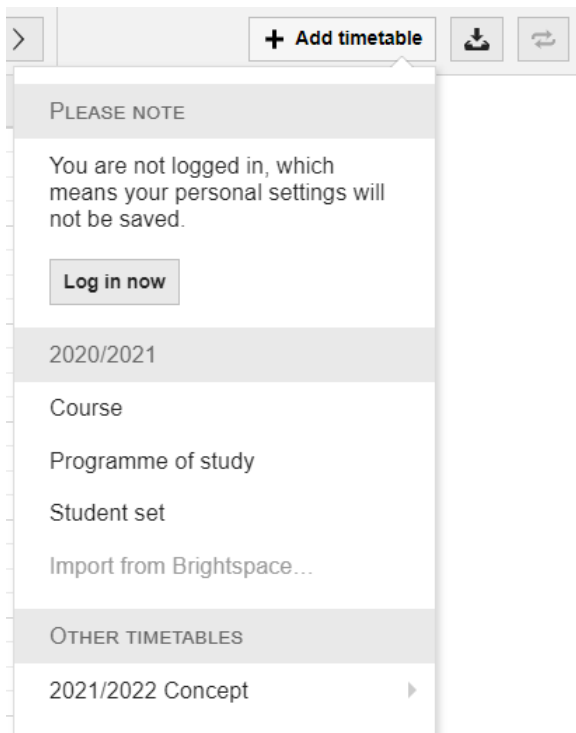 + Add timetable
PLEASE NOTE
You are not logged in, which
means your personal settings will
not be saved.
Log in now
2020/2021
Course
Programme of study
Student set
Import from Brightspace...
OTHER TIMETABLES
2021/2022 Concept